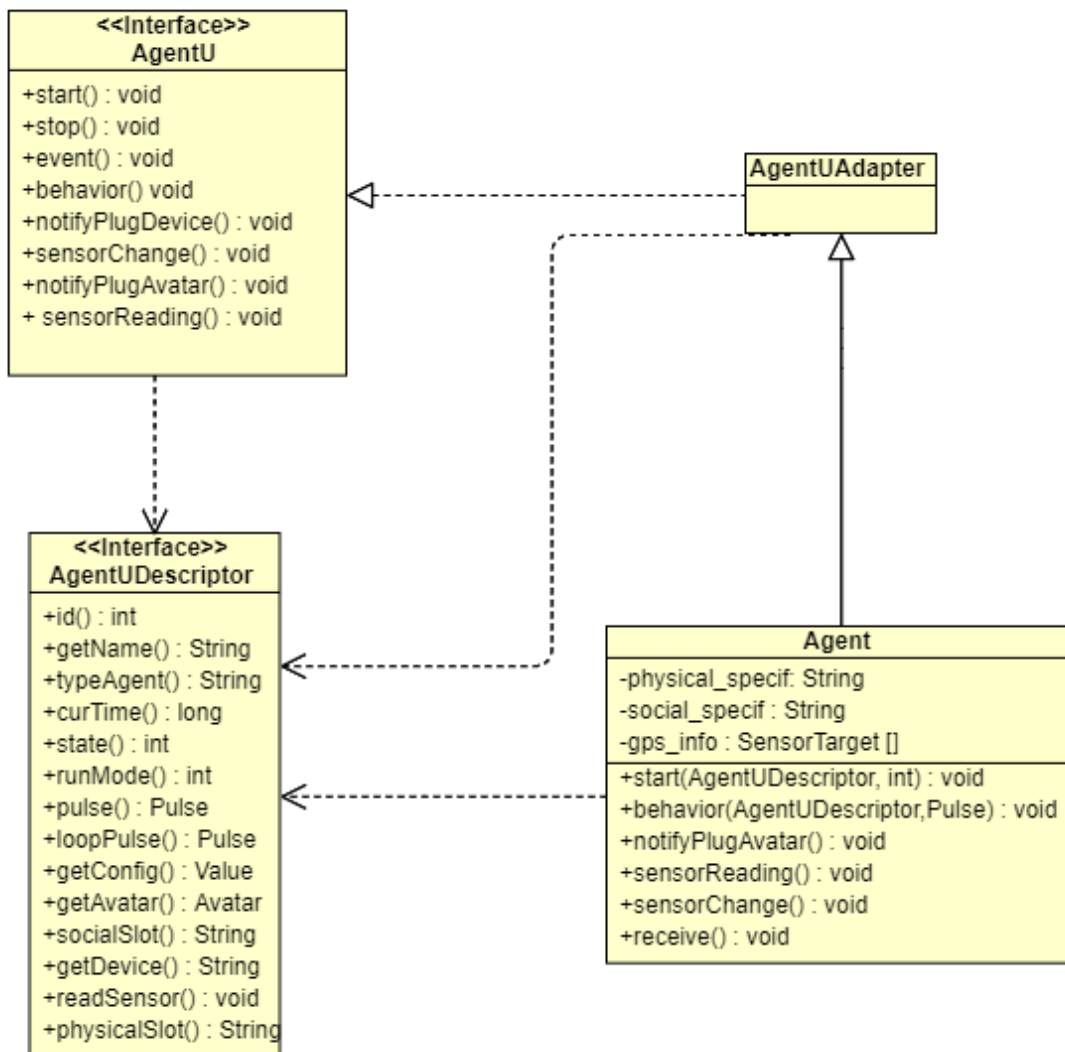 <<Interface>>
AgentU
+start() : void
+stop() : void
+event() : void
+behavior() void
+notifyPlugDevice() : void
+sensorChange() : void
+notifyPlugAvatar() : void
+ sensorReading() : void
AgentUAdapter
<<Interface>>
AgentUDescriptor
+id() : int
+getName() : String
+typeAgent() : String
+curTime() : long
+state() : int
+runMode() : int
+pulse() : Pulse
+loopPulse() : Pulse
+getConfig() : Value
+getAvatar() : Avatar
+socialSlot() : String
+getDevice() : String
+readSensor() : void
+physicalSlot() : String
Agent
-physical_specif: String
-social_specif : String
-gps_info : SensorTarget []
+start(AgentUDescriptor, int) : void
+behavior(AgentUDescriptor,Pulse) : void
+notifyPlugAvatar() : void
+sensorReading() : void
+sensorChange() : void
+receive() : void